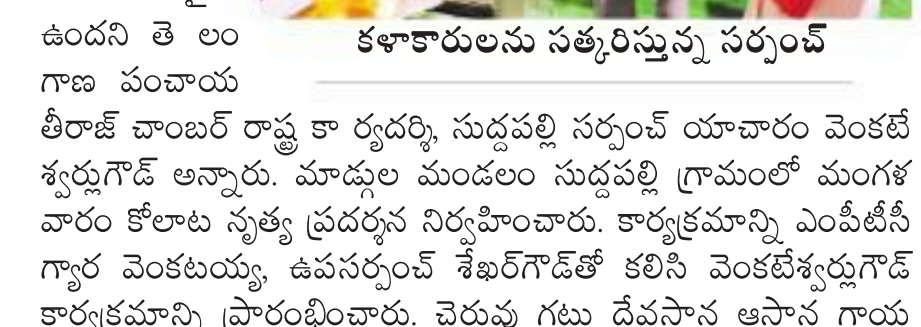 కళాకారులను సత్కరిస్తున్న సర్పంచ్
ఉందని తె లం
గాణ పంచాయ
తీరాజ్ చాంబర్ రాష్ట్ర కా ర్యదర్శి, సుద్దపల్లి సర్పంచ్ యాచారం వెంకటే
శ్వర్లుగౌడ్ అన్నారు. మాడ్గుల మండలం సుద్దపల్లి గ్రామంలో మంగళ
వారం కోలాట నృత్య ప్రదర్శన నిర్వహించారు. కార్యక్రమాన్ని ఎంపీటీసీ
గ్యార వెంకటయ్య, ఉపసర్పంచ్ శేఖర్‌గౌడ్‌తో కలిసి వెంకటేశ్వర్లుగౌడ్
కార్యక్రమాన్ని ప్రారంభించారు. చెరువు గట్టు దేవస్థాన ఆస్థాన గాయ